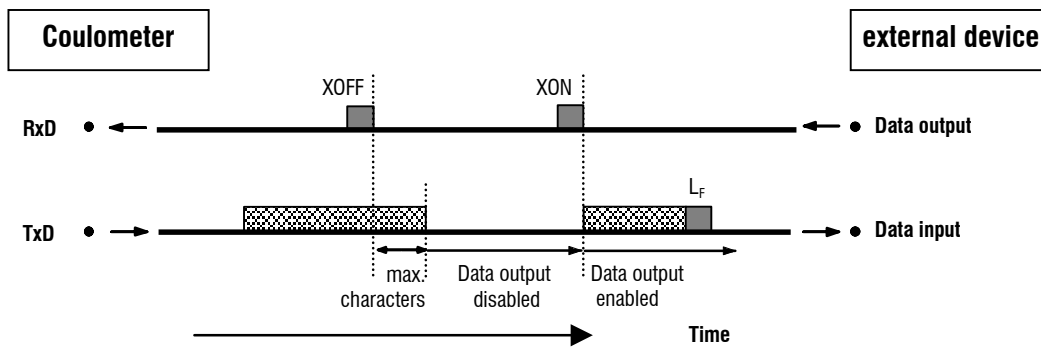 Coulometer
external device
XOFF
XON
RxD
Data output
LF
TxD
Data input
max.
characters
Data output
disabled
Data output
enabled
Time